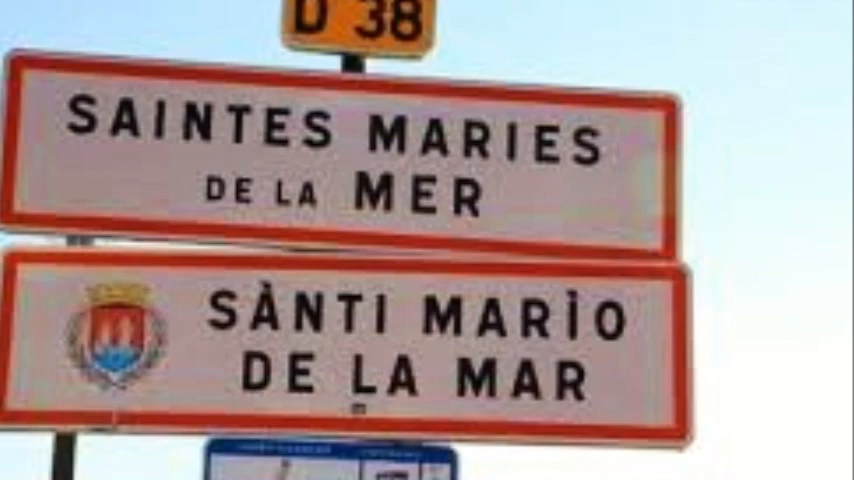 D 38
SAINTES MARIES
DE LA MER
SÀNTI MARÌO
DE LA MAR